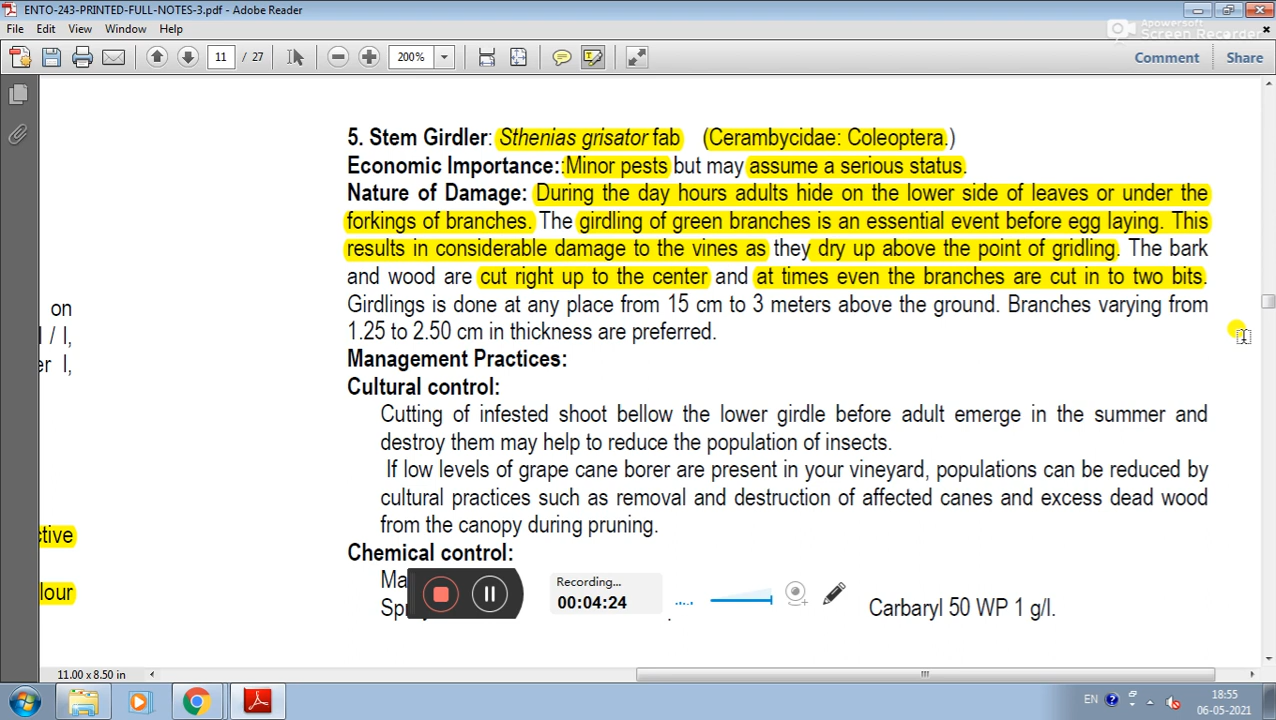 ENTO-243-PRINTED-FULL-NOTES-3.pdf - Adobe Reader
File Edit View Window Help
Apowersoft
Screen Recorder
11 / 27 200% Comment Share
5. Stem Girdler: Sthenias grisator fab (Cerambycidae: Coleoptera.)
Economic Importance::Minor pests but may assume a serious status.
Nature of Damage: During the day hours adults hide on the lower side of leaves or under the
forkings of branches. The girdling of green branches is an essential event before egg laying. This
results in considerable damage to the vines as they dry up above the point of gridling. The bark
and wood are cut right up to the center and at times even the branches are cut in to two bits.
on
Girdlings is done at any place from 15 cm to 3 meters above the ground. Branches varying from
l / l,
1.25 to 2.50 cm in thickness are preferred.
er l,
Management Practices:
Cultural control:
Cutting of infested shoot bellow the lower girdle before adult emerge in the summer and
destroy them may help to reduce the population of insects.
If low levels of grape cane borer are present in your vineyard, populations can be reduced by
cultural practices such as removal and destruction of affected canes and excess dead wood
from the canopy during pruning.
ctive
Chemical control:
Ma
Recording...
00:04:24
lour
Carbaryl 50 WP 1 g/l.
11.00 x 8.50 in
EN
18:55
06-05-2021